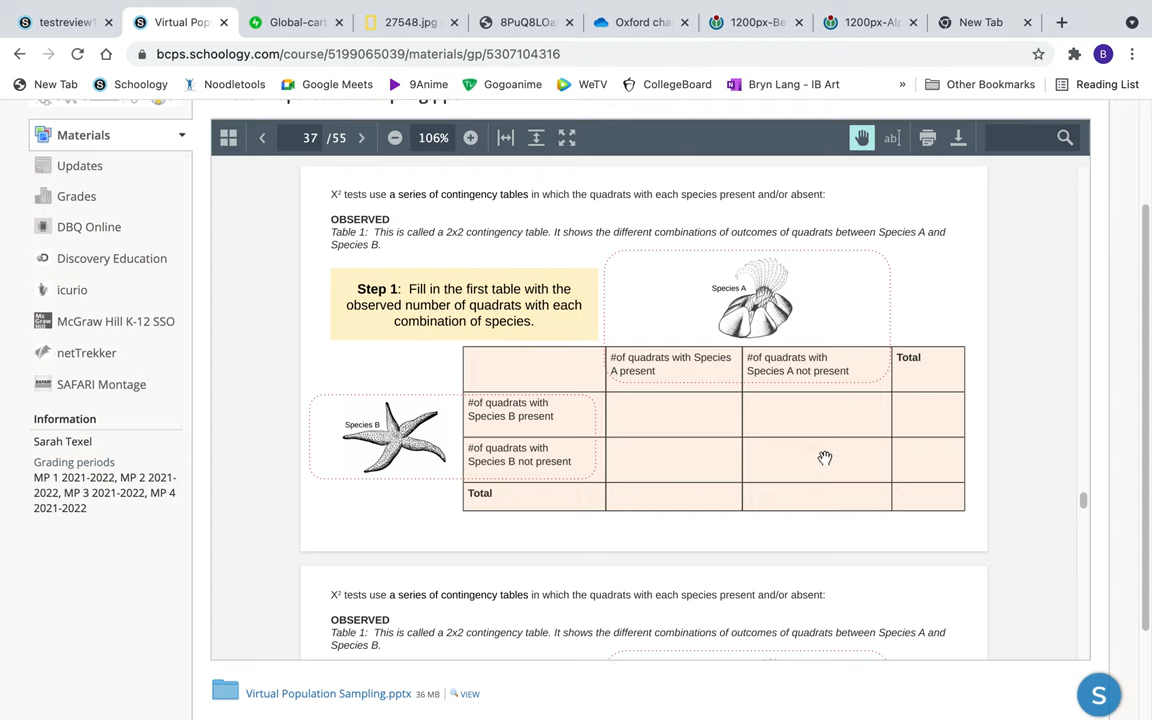 testreview1
Virtual Pop
Global-carb
27548.jpg
8PuQ8LOal
Oxford cha
1200px-Be
1200px-Alp
New Tab
bcps.schoology.com/course/5199065039/materials/gp/5307104316
B
New Tab
Schoology
Noodletools
Google Meets
9Anime
Gogoanime
WeTV
CollegeBoard
Bryn Lang - IB Art
»
Other Bookmarks
Reading List
Materials
Updates
Grades
DBQ Online
Discovery Education
icurio
McGraw Hill K-12 SSO
netTrekker
SAFARI Montage
Information
Sarah Texel
Grading periods
MP 1 2021-2022, MP 2 2021-
2022, MP 3 2021-2022, MP 4
2021-2022
37 /55
106%
ab
X² tests use a series of contingency tables in which the quadrats with each species present and/or absent:
OBSERVED
Table 1: This is called a 2x2 contingency table. It shows the different combinations of outcomes of quadrats between Species A and
Species B.
Step 1: Fill in the first table with the
observed number of quadrats with each
combination of species.
Species A
#of quadrats with Species
A present
#of quadrats with
Species A not present
Total
Species B
#of quadrats with
Species B present
#of quadrats with
Species B not present
Total
X² tests use a series of contingency tables in which the quadrats with each species present and/or absent:
OBSERVED
Table 1: This is called a 2x2 contingency table. It shows the different combinations of outcomes of quadrats between Species A and
Species B.
Virtual Population Sampling.pptx 36 MB VIEW
S